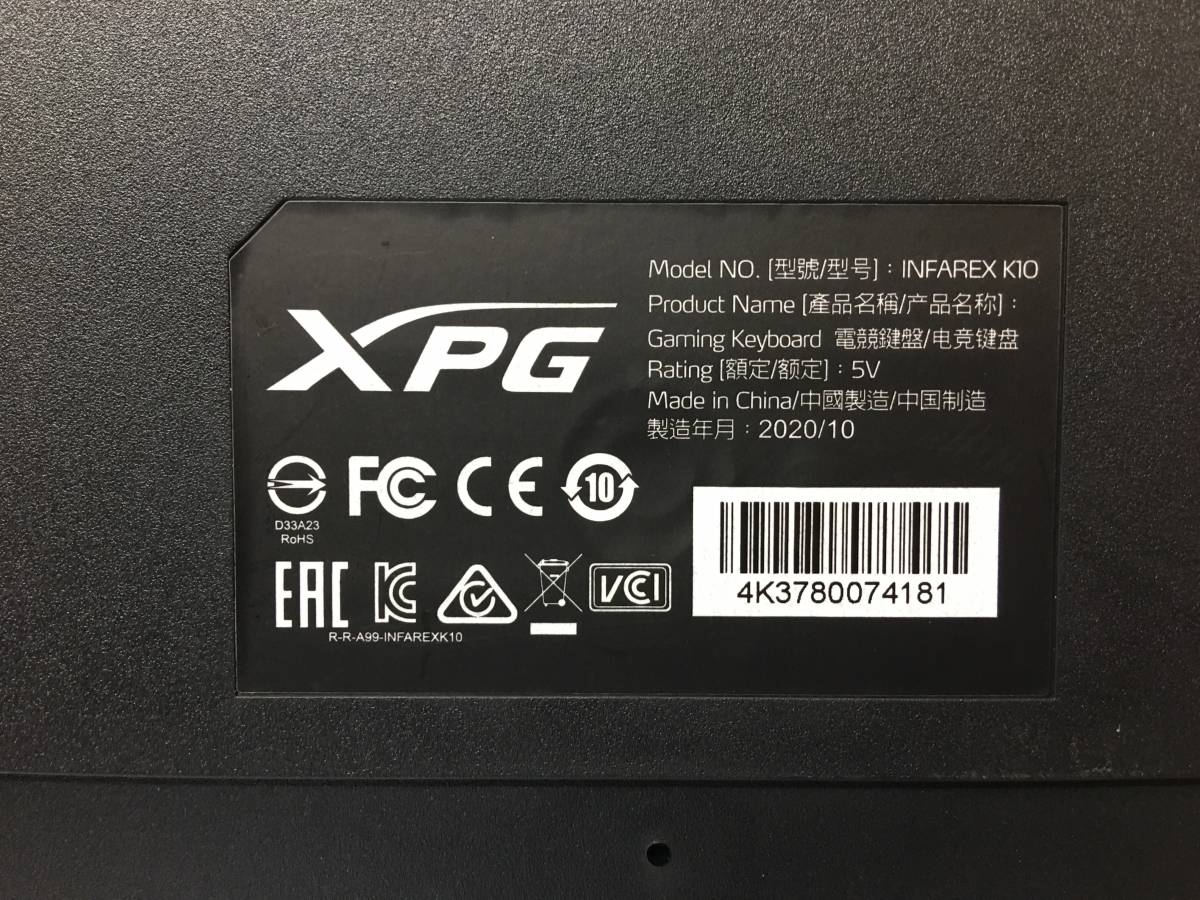 XPG
Model NO. [型號/型号]：INFAREX K10
Product Name [產品名稱/产品名称]：
Gaming Keyboard 電競鍵盤/电竞键盘
Rating [額定/额定]：5V
Made in China/中國製造/中国制造
製造年月：2020/10
FC CE 10
D33A23
RoHS
EAC KC VCCI
R-R-A99-INFAREXK10
4K3780074181